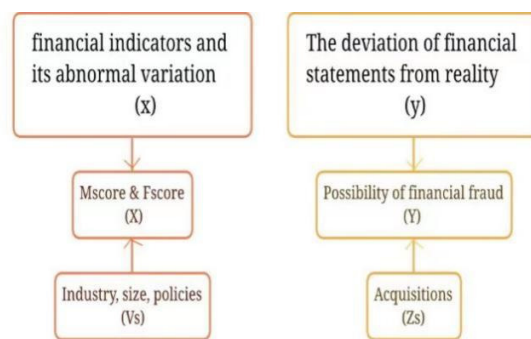 financial indicators and
its abnormal variation
(x)
The deviation of financial
statements from reality
(y)
Mscore & Fscore
(X)
Possibility of financial fraud
(Y)
Industry, size, policies
(Vs)
Acquisitions
(Zs)